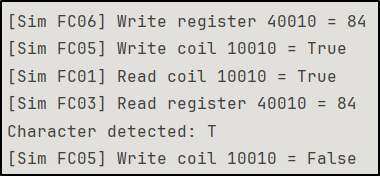 [Sim FC06] Write register 40010 = 84
[Sim FC05] Write coil 10010 = True
[Sim FC01] Read coil 10010 = True
[Sim FC03] Read register 40010 = 84
Character detected: T
[Sim FC05] Write coil 10010 = False